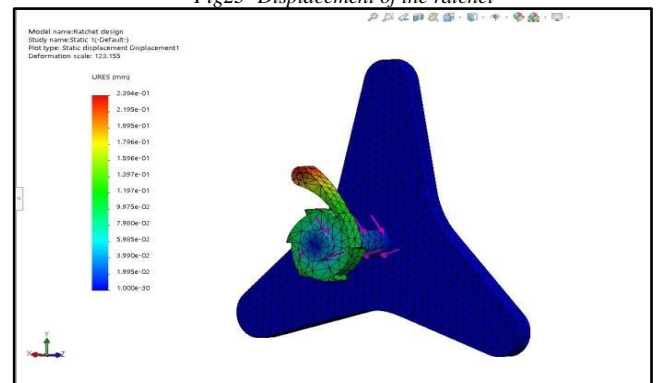 Fig25- Displacement of the ratchet
Model name:Ratchet design
Study name:Static 1(-Default-)
Plot type: Static displacement Displacement1
Deformation scale: 123.155
URES (mm)
2.394e-01
2.195e-01
1.995e-01
1.796e-01
1.596e-01
1.397e-01
1.197e-01
9.975e-02
7.980e-02
5.985e-02
3.990e-02
1.995e-02
1.000e-30
Y
X
Z